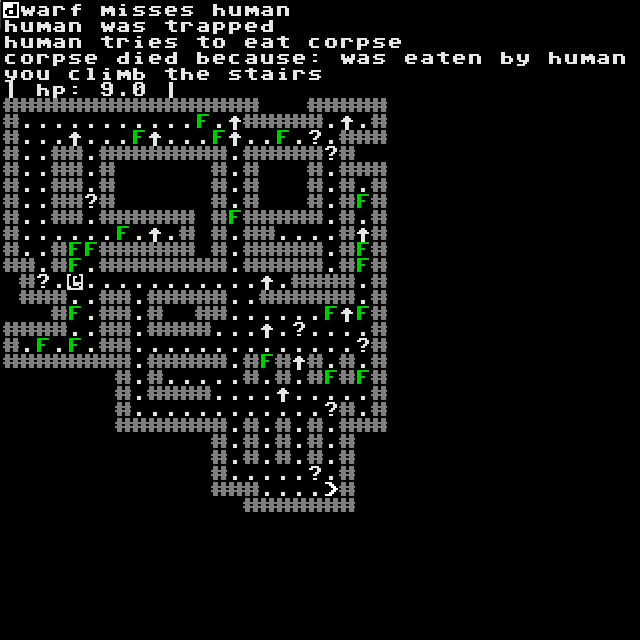 dwarf misses human
human was trapped
human tries to eat corpse
corpse died because: was eaten by human
you climb the stairs
| hp: 9.0 |